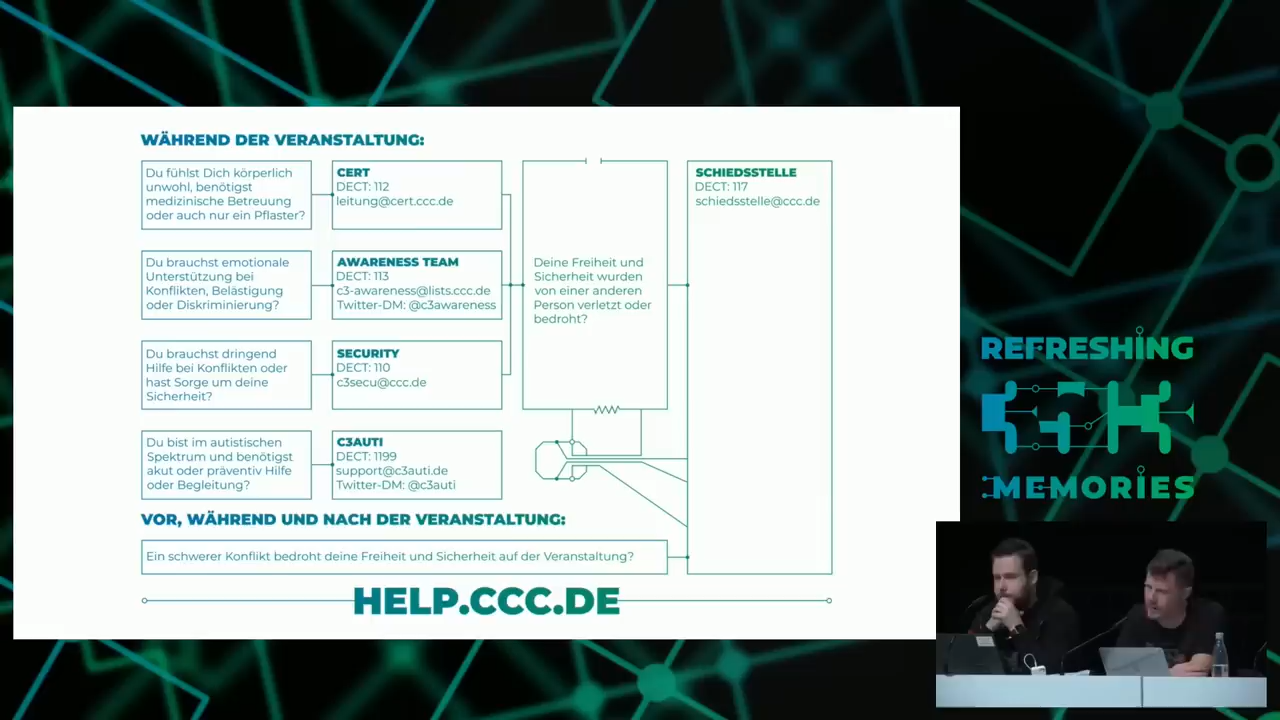 WÄHREND DER VERANSTALTUNG:
Du fühlst Dich körperlich
unwohl, benötigst
medizinische Betreuung
oder auch nur ein Pflaster?
CERT
DECT: 112
leitung@cert.ccc.de
Du brauchst emotionale
Unterstützung bei
Konflikten, Belästigung
oder Diskriminierung?
AWARENESS TEAM
DECT: 113
c3-awareness@lists.ccc.de
Twitter-DM: @c3awareness
Du brauchst dringend
Hilfe bei Konflikten oder
hast Sorge um deine
Sicherheit?
SECURITY
DECT: 110
c3secu@ccc.de
Du bist im autistischen
Spektrum und benötigst
akut oder präventiv Hilfe
oder Begleitung?
C3AUTI
DECT: 1199
support@c3auti.de
Twitter-DM: @c3auti
Deine Freiheit und
Sicherheit wurden
von einer anderen
Person verletzt oder
bedroht?
SCHIEDSSTELLE
DECT: 117
schiedsstelle@ccc.de
VOR, WÄHREND UND NACH DER VERANSTALTUNG:
Ein schwerer Konflikt bedroht deine Freiheit und Sicherheit auf der Veranstaltung?
HELP.CCC.DE
REFRESHING
MEMORIES